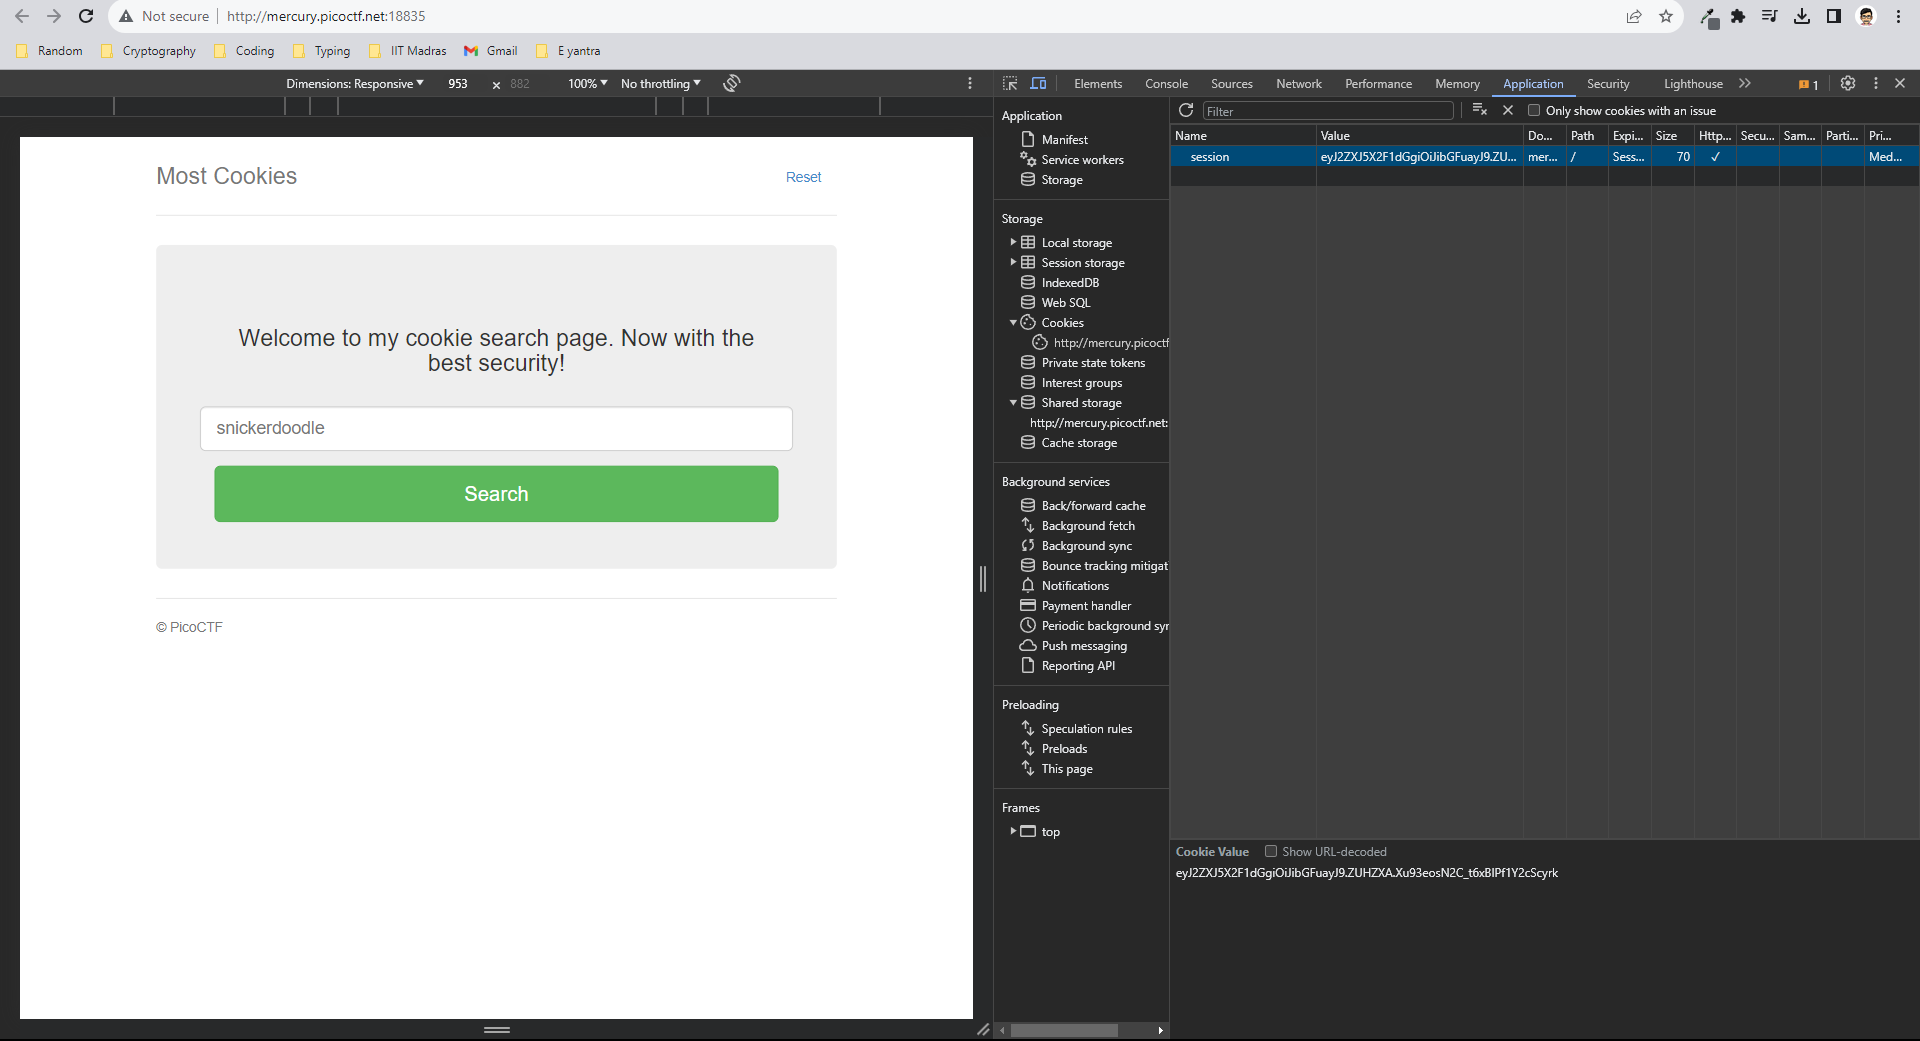 Not secure | http://mercury.picoctf.net:18835
Random Cryptography Coding Typing IIT Madras Gmail E yantra
Dimensions: Responsive 953 × 882 100% No throttling
Most Cookies
Reset
Welcome to my cookie search page. Now with the
best security!
snickerdoodle
Search
© PicoCTF
Elements Console Sources Network Performance Memory Application Security Lighthouse 1
Application
Manifest
Service workers
Storage
Storage
Local storage
Session storage
IndexedDB
Web SQL
Cookies
http://mercury.picoctf
Private state tokens
Interest groups
Shared storage
http://mercury.picoctf.net:
Cache storage
Background services
Back/forward cache
Background fetch
Background sync
Bounce tracking mitigat
Notifications
Payment handler
Periodic background syn
Push messaging
Reporting API
Preloading
Speculation rules
Preloads
This page
Frames
top
Filter
Only show cookies with an issue
Name Value Do... Path Expi... Size Http... Secu... Sam... Parti... Pri...
session eyJ2ZXJ5X2F1dGgiOiJibGFuayJ9.ZU... mer... / Sess... 70 ✓ Med...
Cookie Value Show URL-decoded
eyJ2ZXJ5X2F1dGgiOiJibGFuayJ9.ZUHZXA.Xu93eosN2C_t6xBlPf1Y2cScyrk